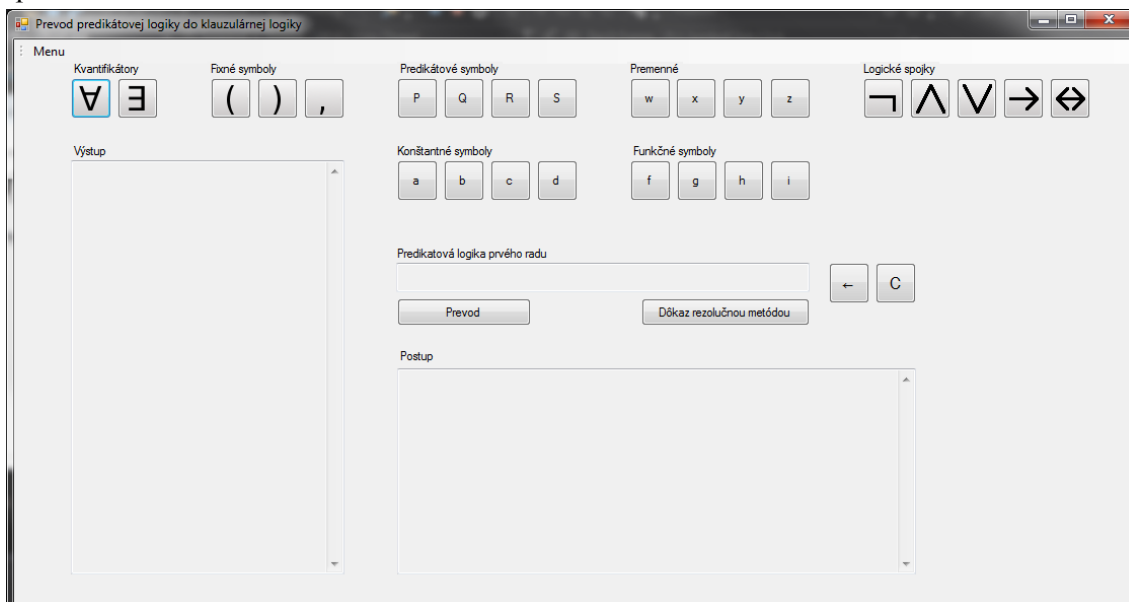 Prevod predikátovej logiky do klauzulárnej logiky
Menu
Kvantifikátory Fixné symboly Predikátové symboly Premenné Logické spojky
∀ ∃ ( ) , P Q R S w x y z ¬ ∧ ∨ → ↔
Výstup Konštantné symboly Funkčné symboly
a b c d f g h i
Predikatová logika prvého radu
← C
Prevod Dôkaz rezolučnou metódou
Postup